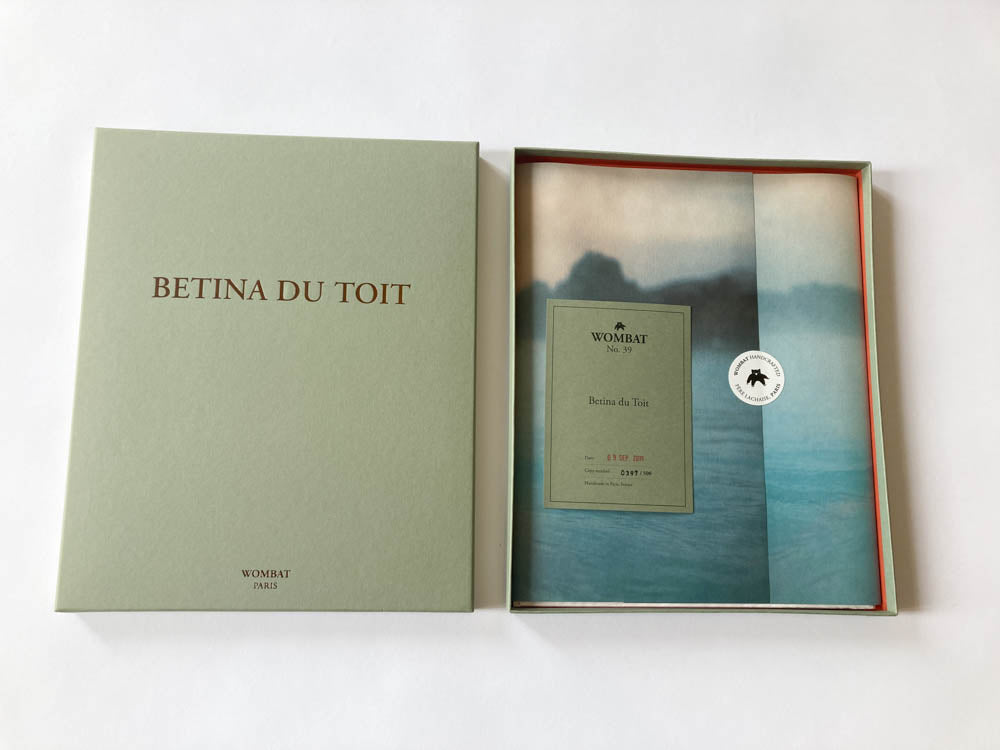 BETINA DU TOIT
WOMBAT
PARIS
WOMBAT
No. 39
Betina du Toit
Date:
09 SEP. 2019
Copy number:
0397 / 500
Handmade in Paris, France
WOMBAT HANDCRAFTED
PÈRE LACHAISE, PARIS